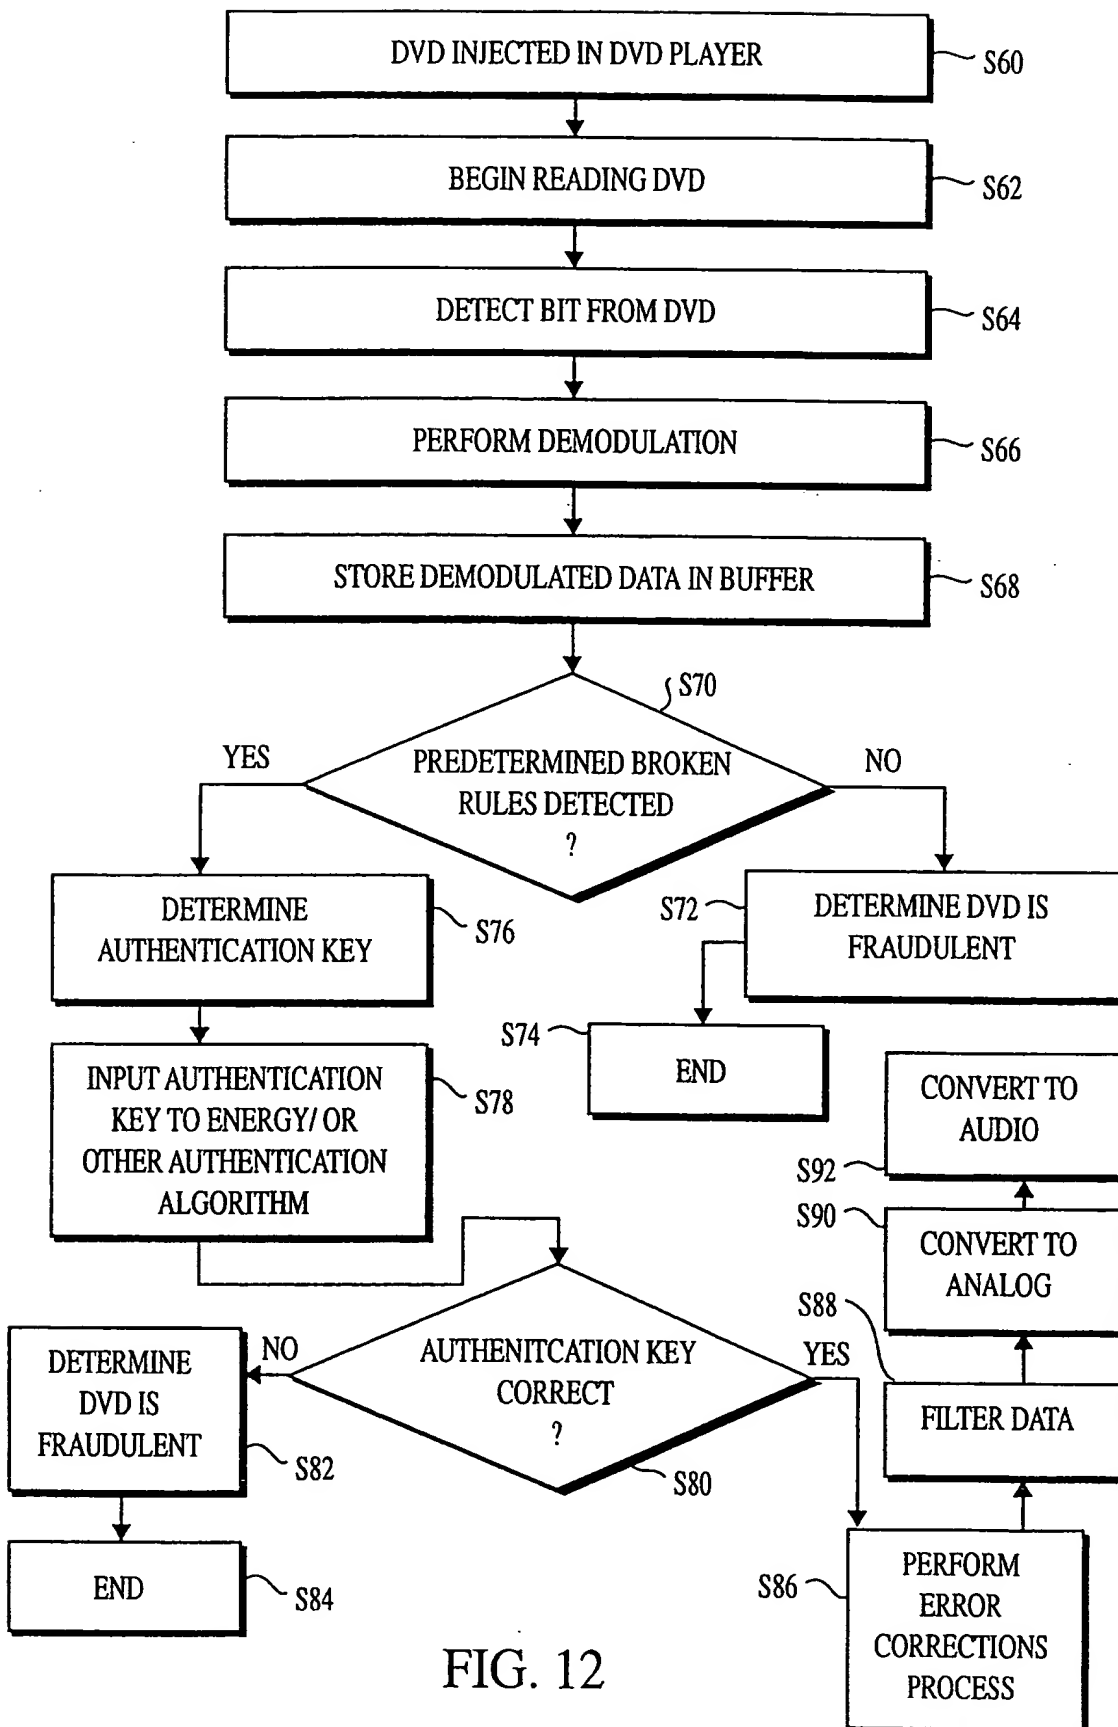 DVD INJECTED IN DVD PLAYER
S60
BEGIN READING DVD
S62
DETECT BIT FROM DVD
S64
PERFORM DEMODULATION
S66
STORE DEMODULATED DATA IN BUFFER
S68
S70
YES
PREDETERMINED BROKEN
RULES DETECTED
?
NO
DETERMINE
AUTHENTICATION KEY
S76
S72
DETERMINE DVD IS
FRAUDULENT
S74
END
INPUT AUTHENTICATION
KEY TO ENERGY/ OR
OTHER AUTHENTICATION
ALGORITHM
S78
CONVERT TO
AUDIO
S92
S90
CONVERT TO
ANALOG
S88
FILTER DATA
NO
AUTHENITCATION KEY
CORRECT
?
YES
S80
DETERMINE
DVD IS
FRAUDULENT
S82
END
S84
S86
PERFORM
ERROR
CORRECTIONS
PROCESS
FIG. 12